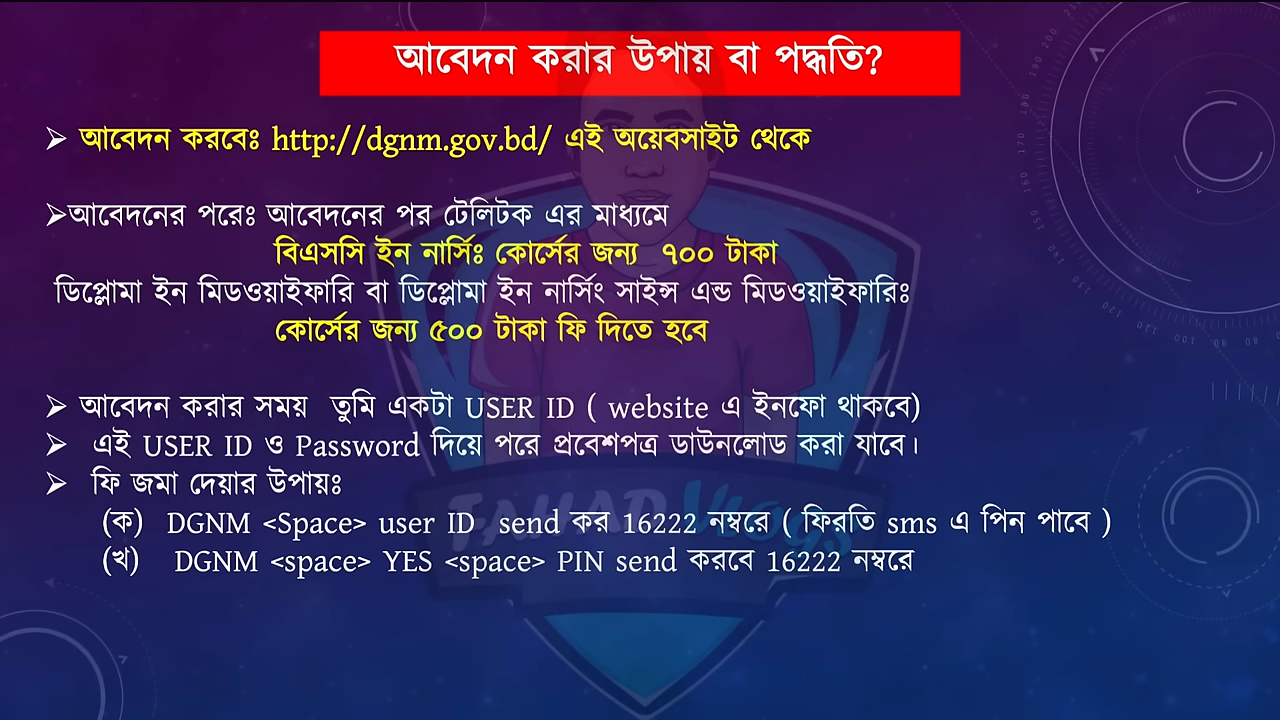 আবেদন করার উপায় বা পদ্ধতি?
➢ আবেদন করবেঃ http://dgnm.gov.bd/ এই অয়েবসাইট থেকে
➢আবেদনের পরেঃ আবেদনের পর টেলিটক এর মাধ্যমে
বিএসসি ইন নার্সিঃ কোর্সের জন্য ৭০০ টাকা
ডিপ্লোমা ইন মিডওয়াইফারি বা ডিপ্লোমা ইন নার্সিং সাইন্স এন্ড মিডওয়াইফারিঃ
কোর্সের জন্য ৫০০ টাকা ফি দিতে হবে
➢ আবেদন করার সময় তুমি একটা USER ID ( website এ ইনফো থাকবে)
➢ এই USER ID ও Password দিয়ে পরে প্রবেশপত্র ডাউনলোড করা যাবে।
➢ ফি জমা দেয়ার উপায়ঃ
(ক) DGNM <Space> user ID send কর 16222 নম্বরে ( ফিরতি sms এ পিন পাবে )
(খ) DGNM <space> YES <space> PIN send করবে 16222 নম্বরে
FAHAD Vlogs